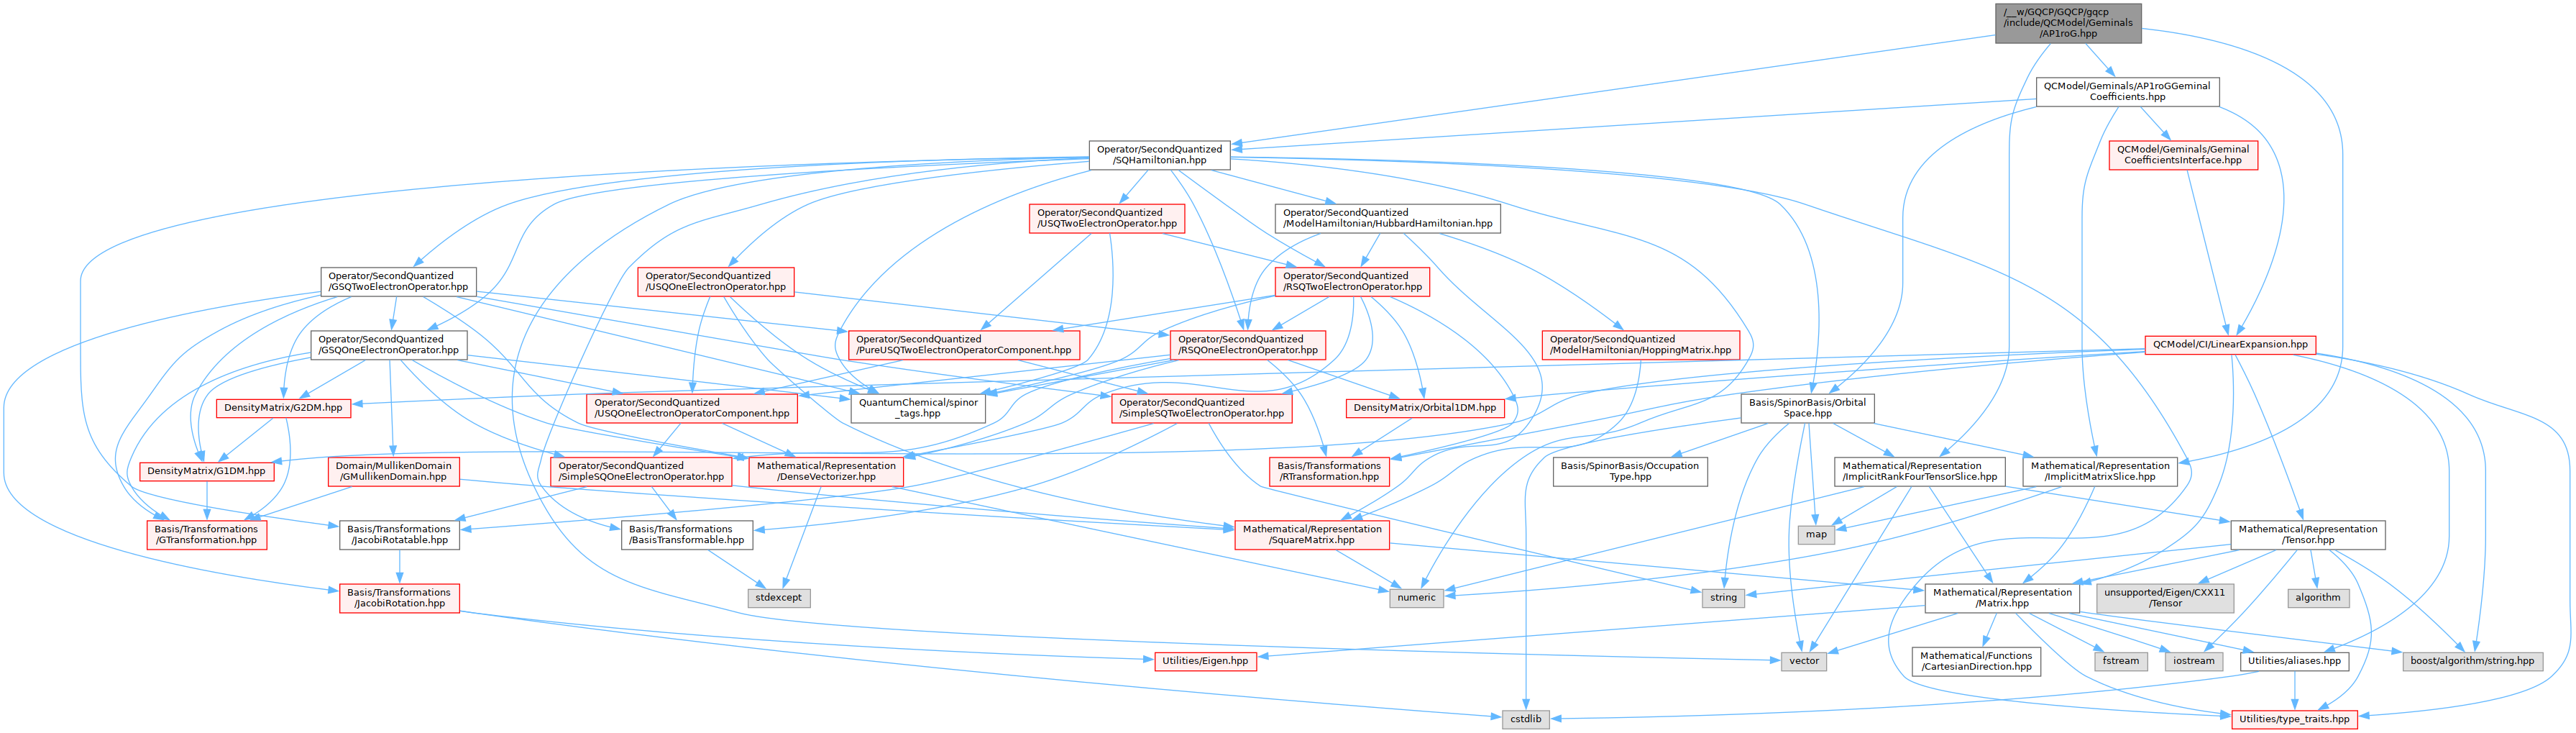 /__w/GQCP/GQCP/gqcp
/include/QCModel/Geminals
/AP1roG.hpp
QCModel/Geminals/AP1roGGeminal
Coefficients.hpp
Operator/SecondQuantized
/SQHamiltonian.hpp
QCModel/Geminals/Geminal
CoefficientsInterface.hpp
Operator/SecondQuantized
/USQTwoElectronOperator.hpp
Operator/SecondQuantized
/ModelHamiltonian/HubbardHamiltonian.hpp
Operator/SecondQuantized
/GSQTwoElectronOperator.hpp
Operator/SecondQuantized
/USQOneElectronOperator.hpp
Operator/SecondQuantized
/RSQTwoElectronOperator.hpp
Operator/SecondQuantized
/GSQOneElectronOperator.hpp
Operator/SecondQuantized
/PureUSQTwoElectronOperatorComponent.hpp
Operator/SecondQuantized
/RSQOneElectronOperator.hpp
Operator/SecondQuantized
/ModelHamiltonian/HoppingMatrix.hpp
QCModel/CI/LinearExpansion.hpp
DensityMatrix/G2DM.hpp
Operator/SecondQuantized
/USQOneElectronOperatorComponent.hpp
QuantumChemical/spinor
_tags.hpp
Operator/SecondQuantized
/SimpleSQTwoElectronOperator.hpp
DensityMatrix/Orbital1DM.hpp
Basis/SpinorBasis/Orbital
Space.hpp
DensityMatrix/G1DM.hpp
Domain/MullikenDomain
/GMullikenDomain.hpp
Operator/SecondQuantized
/SimpleSQOneElectronOperator.hpp
Mathematical/Representation
/DenseVectorizer.hpp
Basis/Transformations
/RTransformation.hpp
Basis/SpinorBasis/Occupation
Type.hpp
Mathematical/Representation
/ImplicitRankFourTensorSlice.hpp
Mathematical/Representation
/ImplicitMatrixSlice.hpp
Basis/Transformations
/GTransformation.hpp
Basis/Transformations
/JacobiRotatable.hpp
Basis/Transformations
/BasisTransformable.hpp
Mathematical/Representation
/SquareMatrix.hpp
map
Mathematical/Representation
/Tensor.hpp
Basis/Transformations
/JacobiRotation.hpp
stdexcept
numeric
string
Mathematical/Representation
/Matrix.hpp
unsupported/Eigen/CXX11
/Tensor
algorithm
Utilities/Eigen.hpp
vector
Mathematical/Functions
/CartesianDirection.hpp
fstream
iostream
Utilities/aliases.hpp
boost/algorithm/string.hpp
cstdlib
Utilities/type_traits.hpp